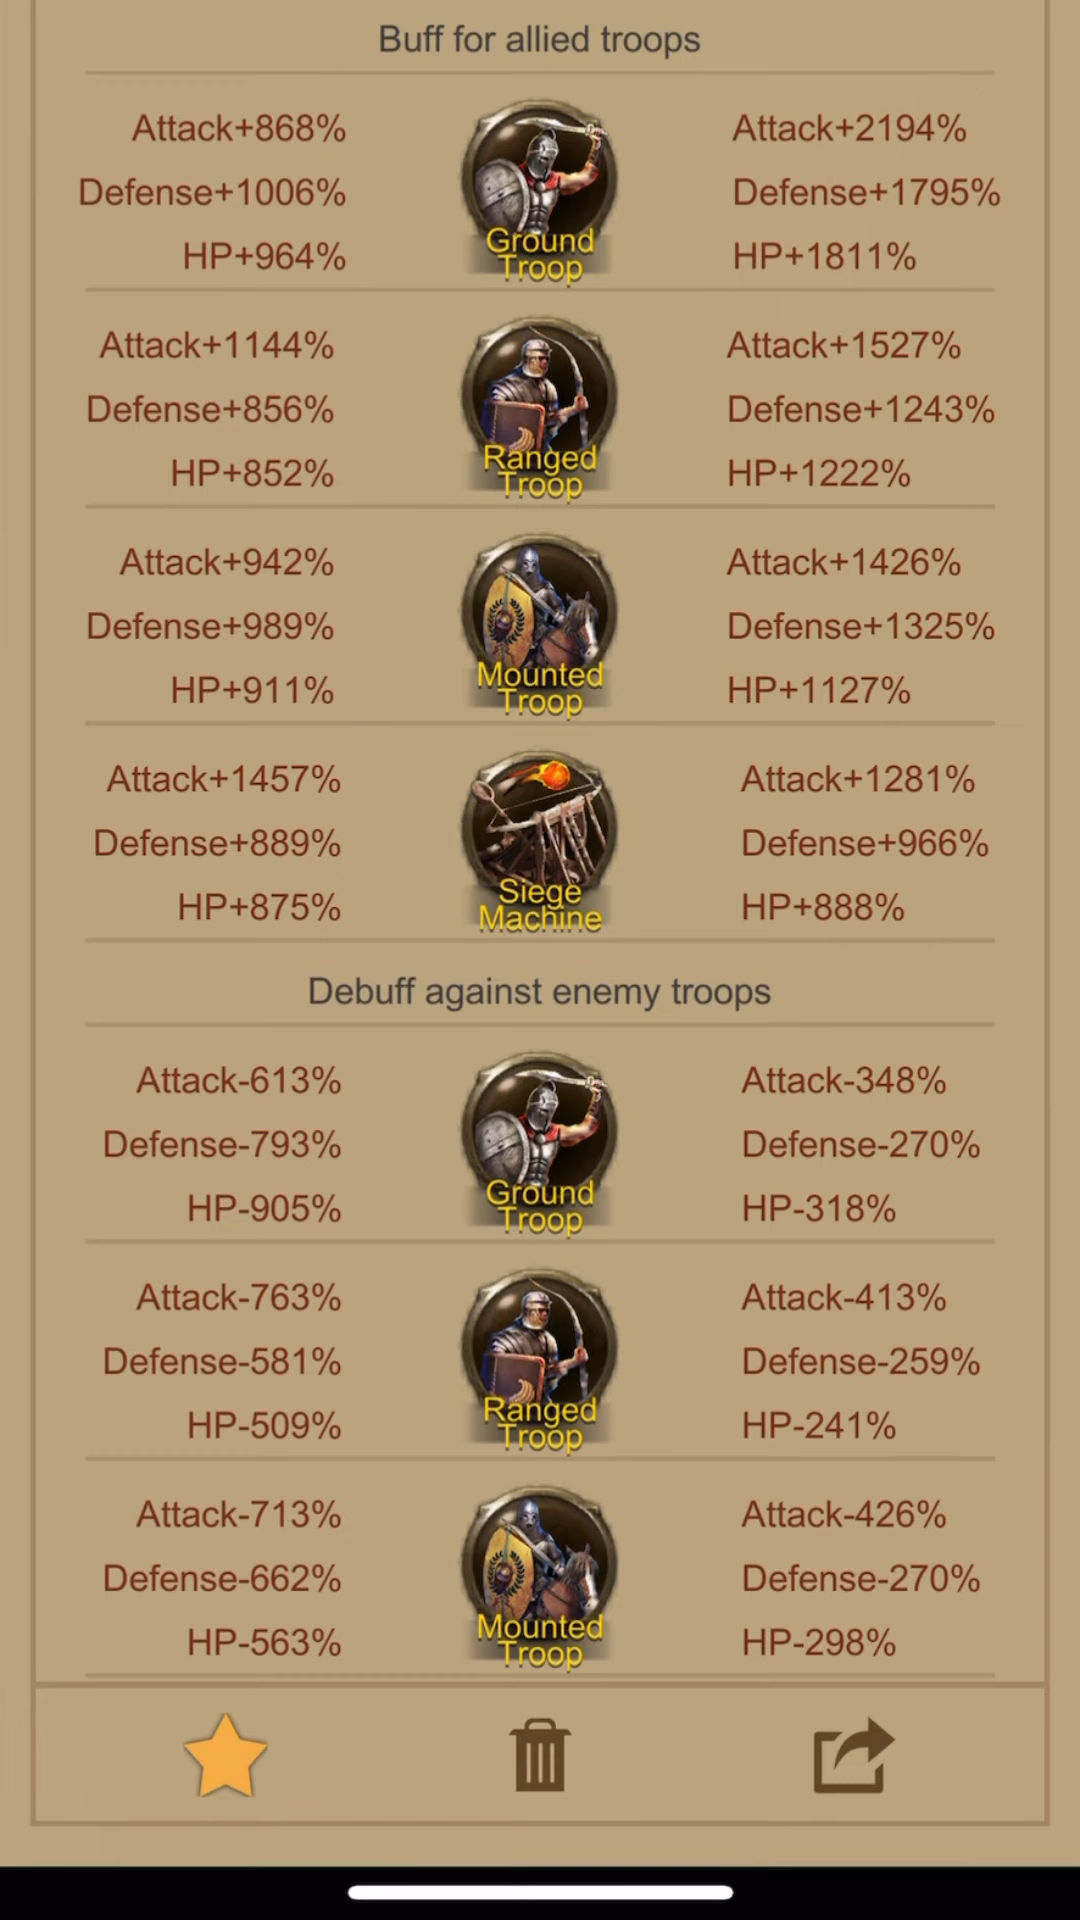 Buff for allied troops
Attack+868%
Defense+1006%
HP+964%
Ground
Troop
Attack+2194%
Defense+1795%
HP+1811%
Attack+1144%
Defense+856%
HP+852%
Ranged
Troop
Attack+1527%
Defense+1243%
HP+1222%
Attack+942%
Defense+989%
HP+911%
Mounted
Troop
Attack+1426%
Defense+1325%
HP+1127%
Attack+1457%
Defense+889%
HP+875%
Siege
Machine
Attack+1281%
Defense+966%
HP+888%
Debuff against enemy troops
Attack-613%
Defense-793%
HP-905%
Ground
Troop
Attack-348%
Defense-270%
HP-318%
Attack-763%
Defense-581%
HP-509%
Ranged
Troop
Attack-413%
Defense-259%
HP-241%
Attack-713%
Defense-662%
HP-563%
Mounted
Troop
Attack-426%
Defense-270%
HP-298%